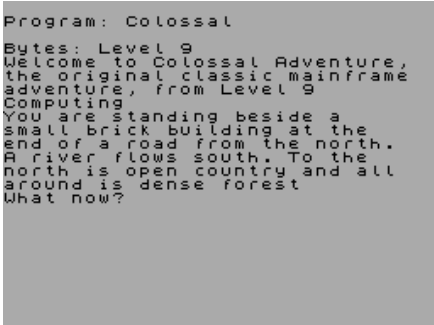 Program: Colossal
Bytes: Level 9
Welcome to Colossal Adventure,
the original classic mainframe
adventure, from Level 9
Computing
You are standing beside a
small brick building at the
end of a road from the north.
A river flows south. To the
north is open country and all
around is dense forest
What now?